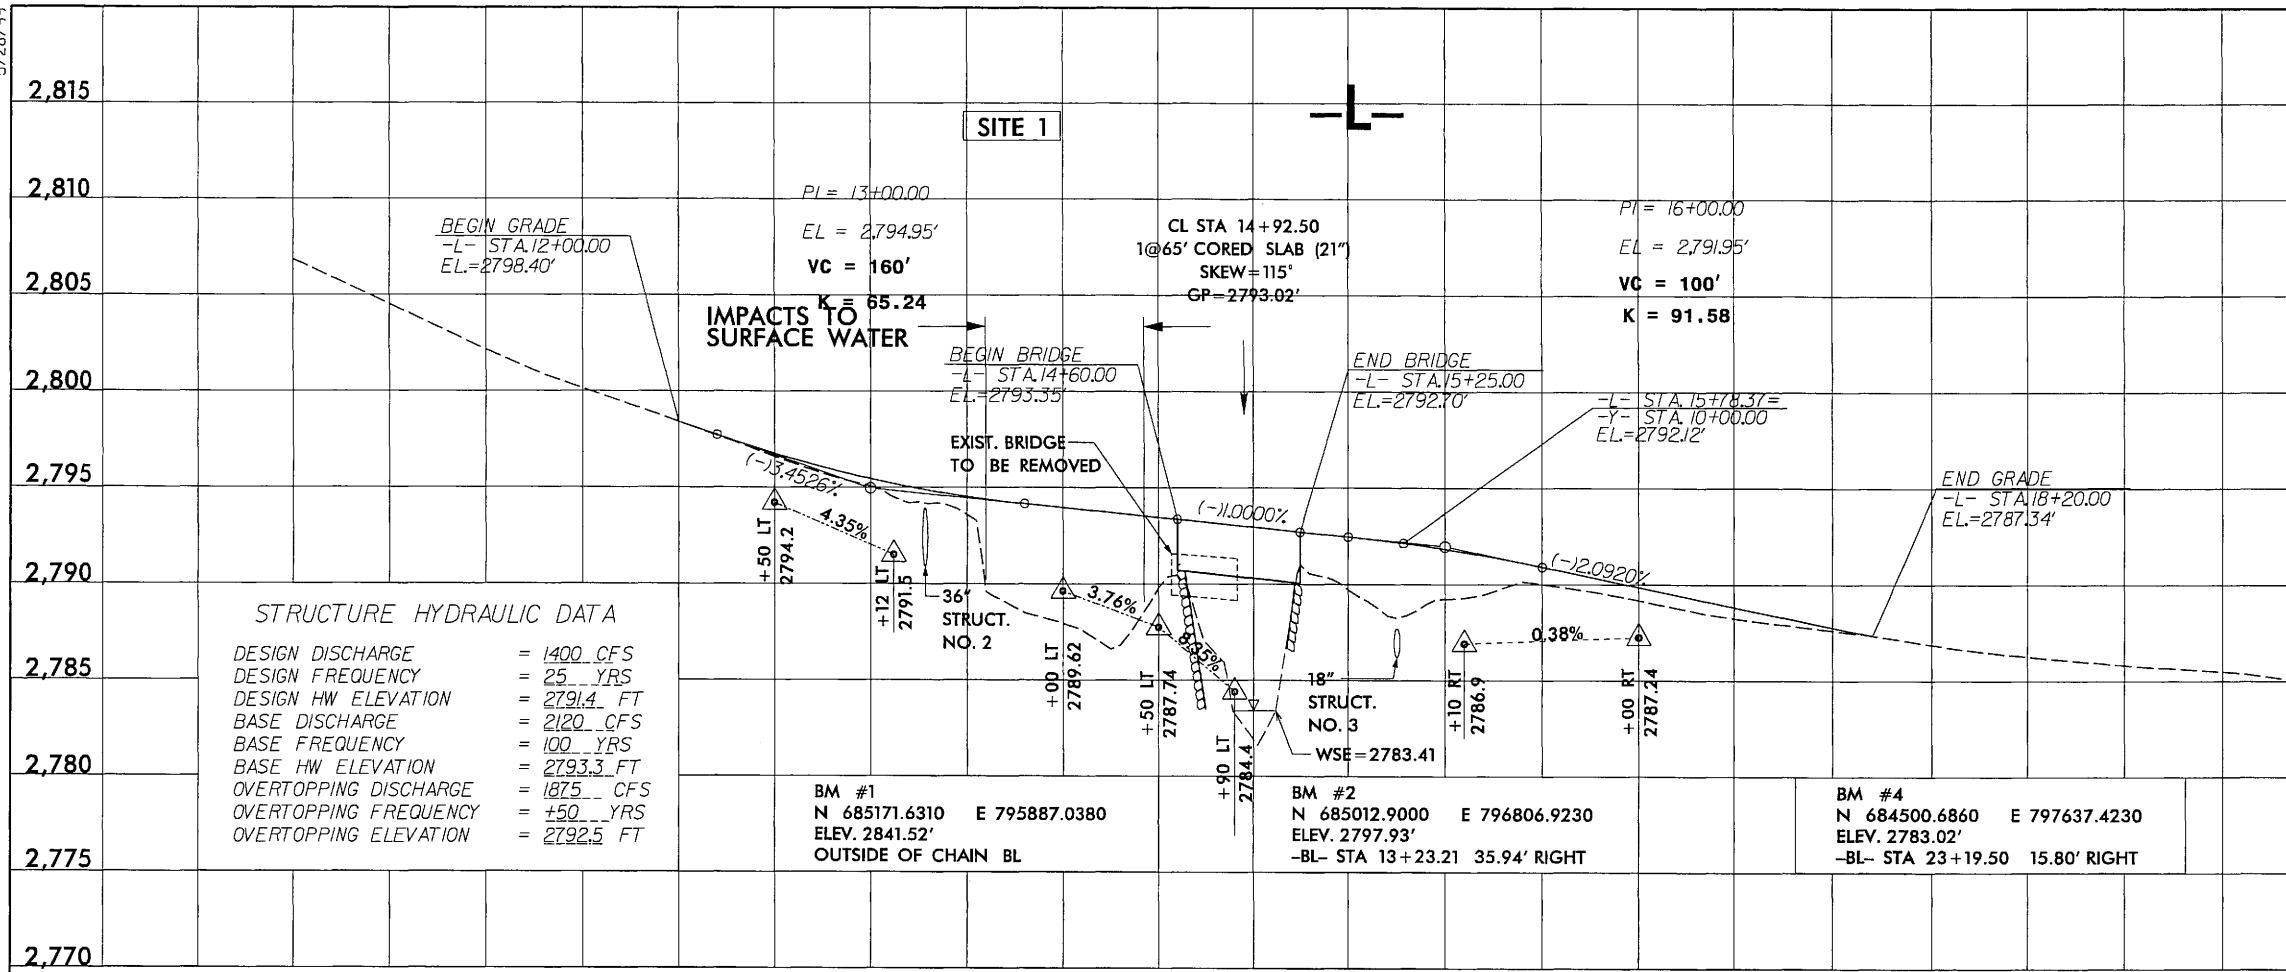 2,815
2,810
2,805
2,800
2,795
2,790
2,785
2,780
2,775
2,770
SITE 1
-L-
BEGIN GRADE
-L- STA.12+00.00
EL.=2798.40'
PI = 13+00.00
EL = 2,794.95'
VC = 160'
K = 65.24
IMPACTS TO
SURFACE WATER
CL STA 14+92.50
1@65' CORED SLAB (21")
SKEW=115°
GP=2793.02'
PI = 16+00.00
EL = 2,791.95'
VC = 100'
K = 91.58
BEGIN BRIDGE
-L- STA.14+60.00
EL.=2793.35'
END BRIDGE
-L- STA.15+25.00
EL.=2792.70'
-L- STA.15+78.37=
-Y- STA.10+00.00
EL.=2792.12'
EXIST. BRIDGE
TO BE REMOVED
END GRADE
-L- STA.18+20.00
EL.=2787.34'
(-)3.4526%
(-)1.0000%
(-)2.0920%
4.35%
3.76%
8.35%
0.38%
+50 LT
2794.2
+12 LT
2791.5
36"
STRUCT.
NO. 2
+00 LT
2789.62
+50 LT
2787.74
+90 LT
2784.4
18"
STRUCT.
NO. 3
WSE=2783.41
+10 RT
2786.9
+00 RT
2787.24
STRUCTURE HYDRAULIC DATA
DESIGN DISCHARGE = 1400 CFS
DESIGN FREQUENCY = 25 YRS
DESIGN HW ELEVATION = 2791.4 FT
BASE DISCHARGE = 2120 CFS
BASE FREQUENCY = 100 YRS
BASE HW ELEVATION = 2793.3 FT
OVERTOPPING DISCHARGE = 1875 CFS
OVERTOPPING FREQUENCY = +50 YRS
OVERTOPPING ELEVATION = 2792.5 FT
BM #1
N 685171.6310 E 795887.0380
ELEV. 2841.52'
OUTSIDE OF CHAIN BL
BM #2
N 685012.9000 E 796806.9230
ELEV. 2797.93'
-BL- STA 13+23.21 35.94' RIGHT
BM #4
N 684500.6860 E 797637.4230
ELEV. 2783.02'
-BL- STA 23+19.50 15.80' RIGHT